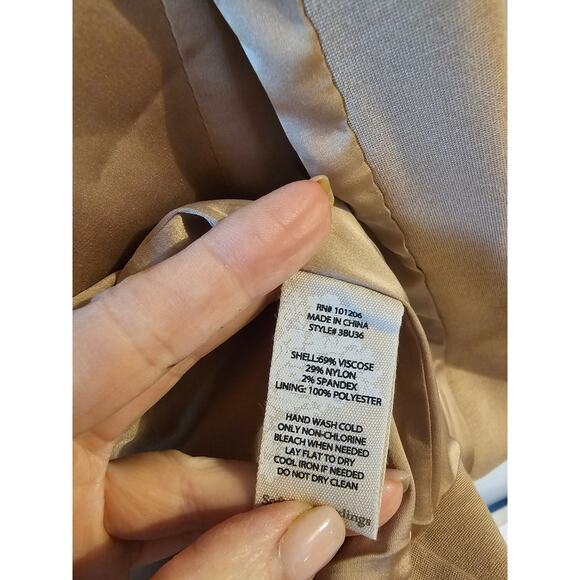 RN# 101206
MADE IN CHINA
STYLE# 3BU36
SHELL:69% VISCOSE
29% NYLON
2% SPANDEX
LINING: 100% POLYESTER
HAND WASH COLD
ONLY NON-CHLORINE
BLEACH WHEN NEEDED
LAY FLAT TO DRY
COOL IRON IF NEEDED
DO NOT DRY CLEAN